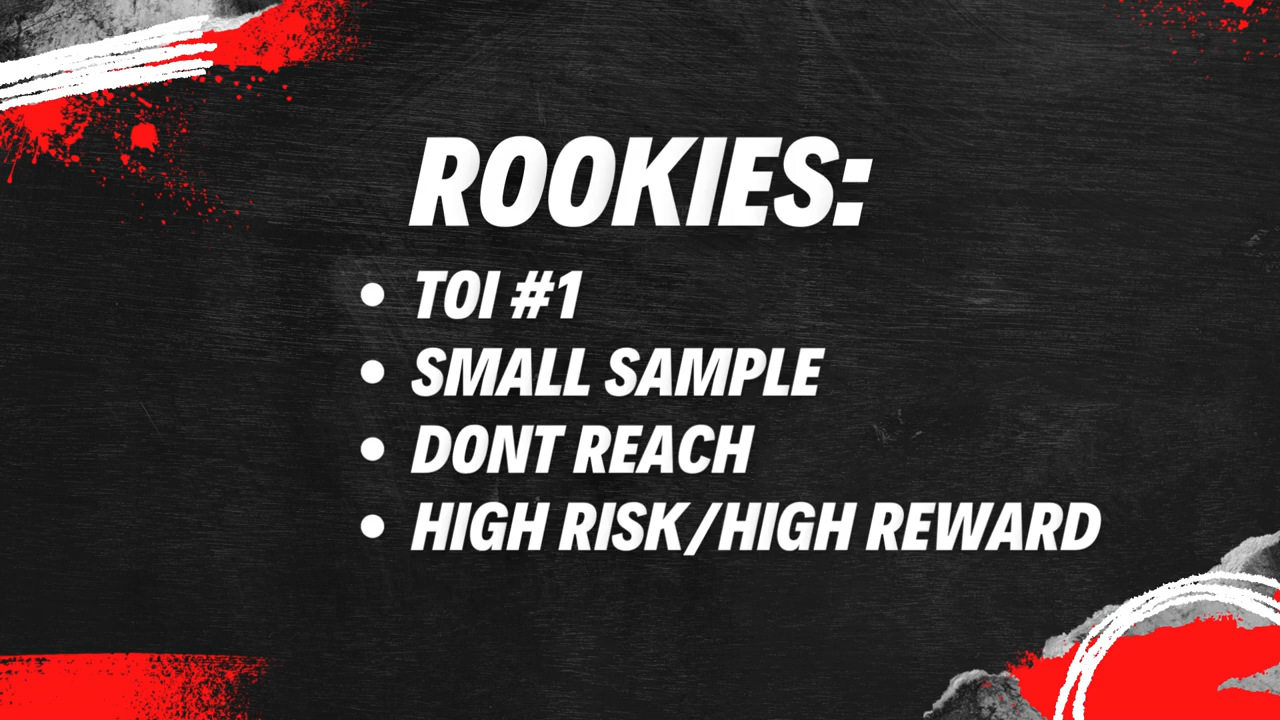 ROOKIES:
• TOI #1
• SMALL SAMPLE
• DONT REACH
• HIGH RISK/HIGH REWARD